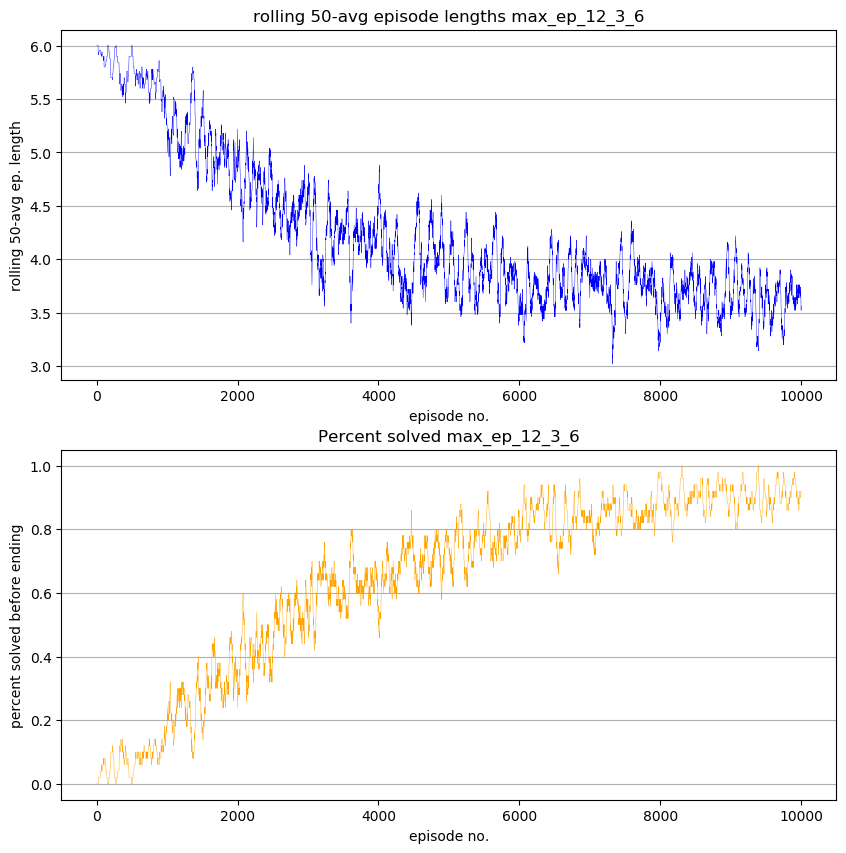 rolling 50-avg episode lengths max_ep_12_3_6
rolling 50-avg ep. length
6.0
5.5
5.0
4.5
4.0
3.5
3.0
0 2000 4000 6000 8000 10000
episode no.
Percent solved max_ep_12_3_6
percent solved before ending
1.0
0.8
0.6
0.4
0.2
0.0
0 2000 4000 6000 8000 10000
episode no.